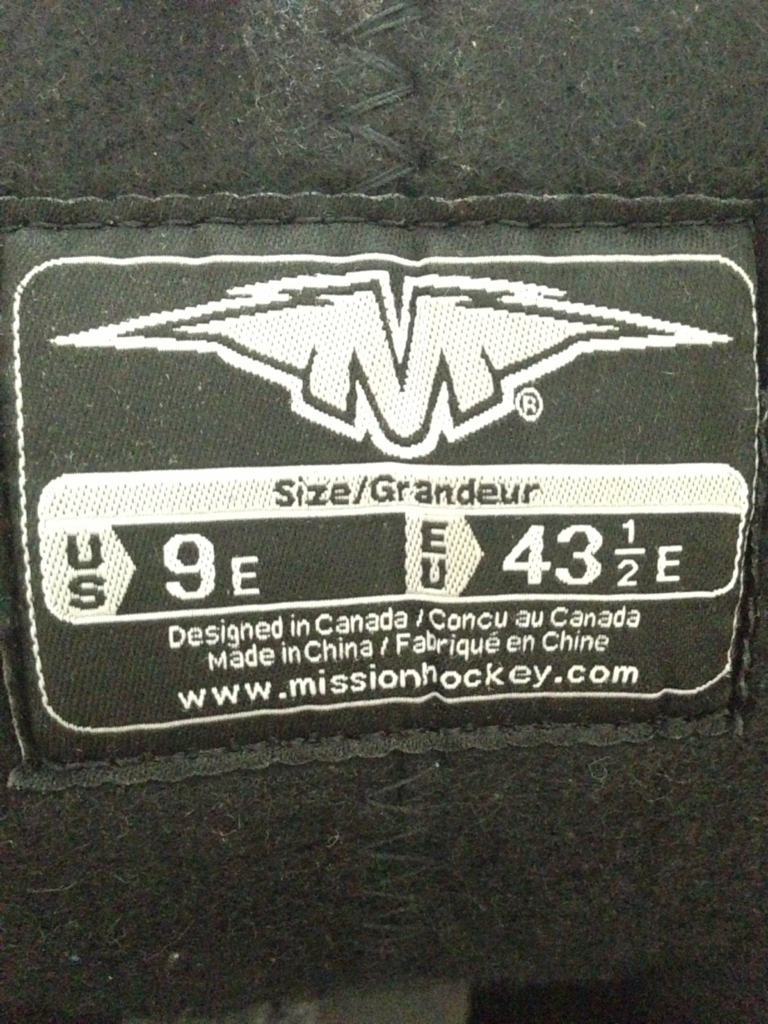 M®
Size/Grandeur
US 9 E EU 43 1/2 E
Designed in Canada / Concu au Canada
Made in China / Fabriqué en Chine
www.missionhockey.com